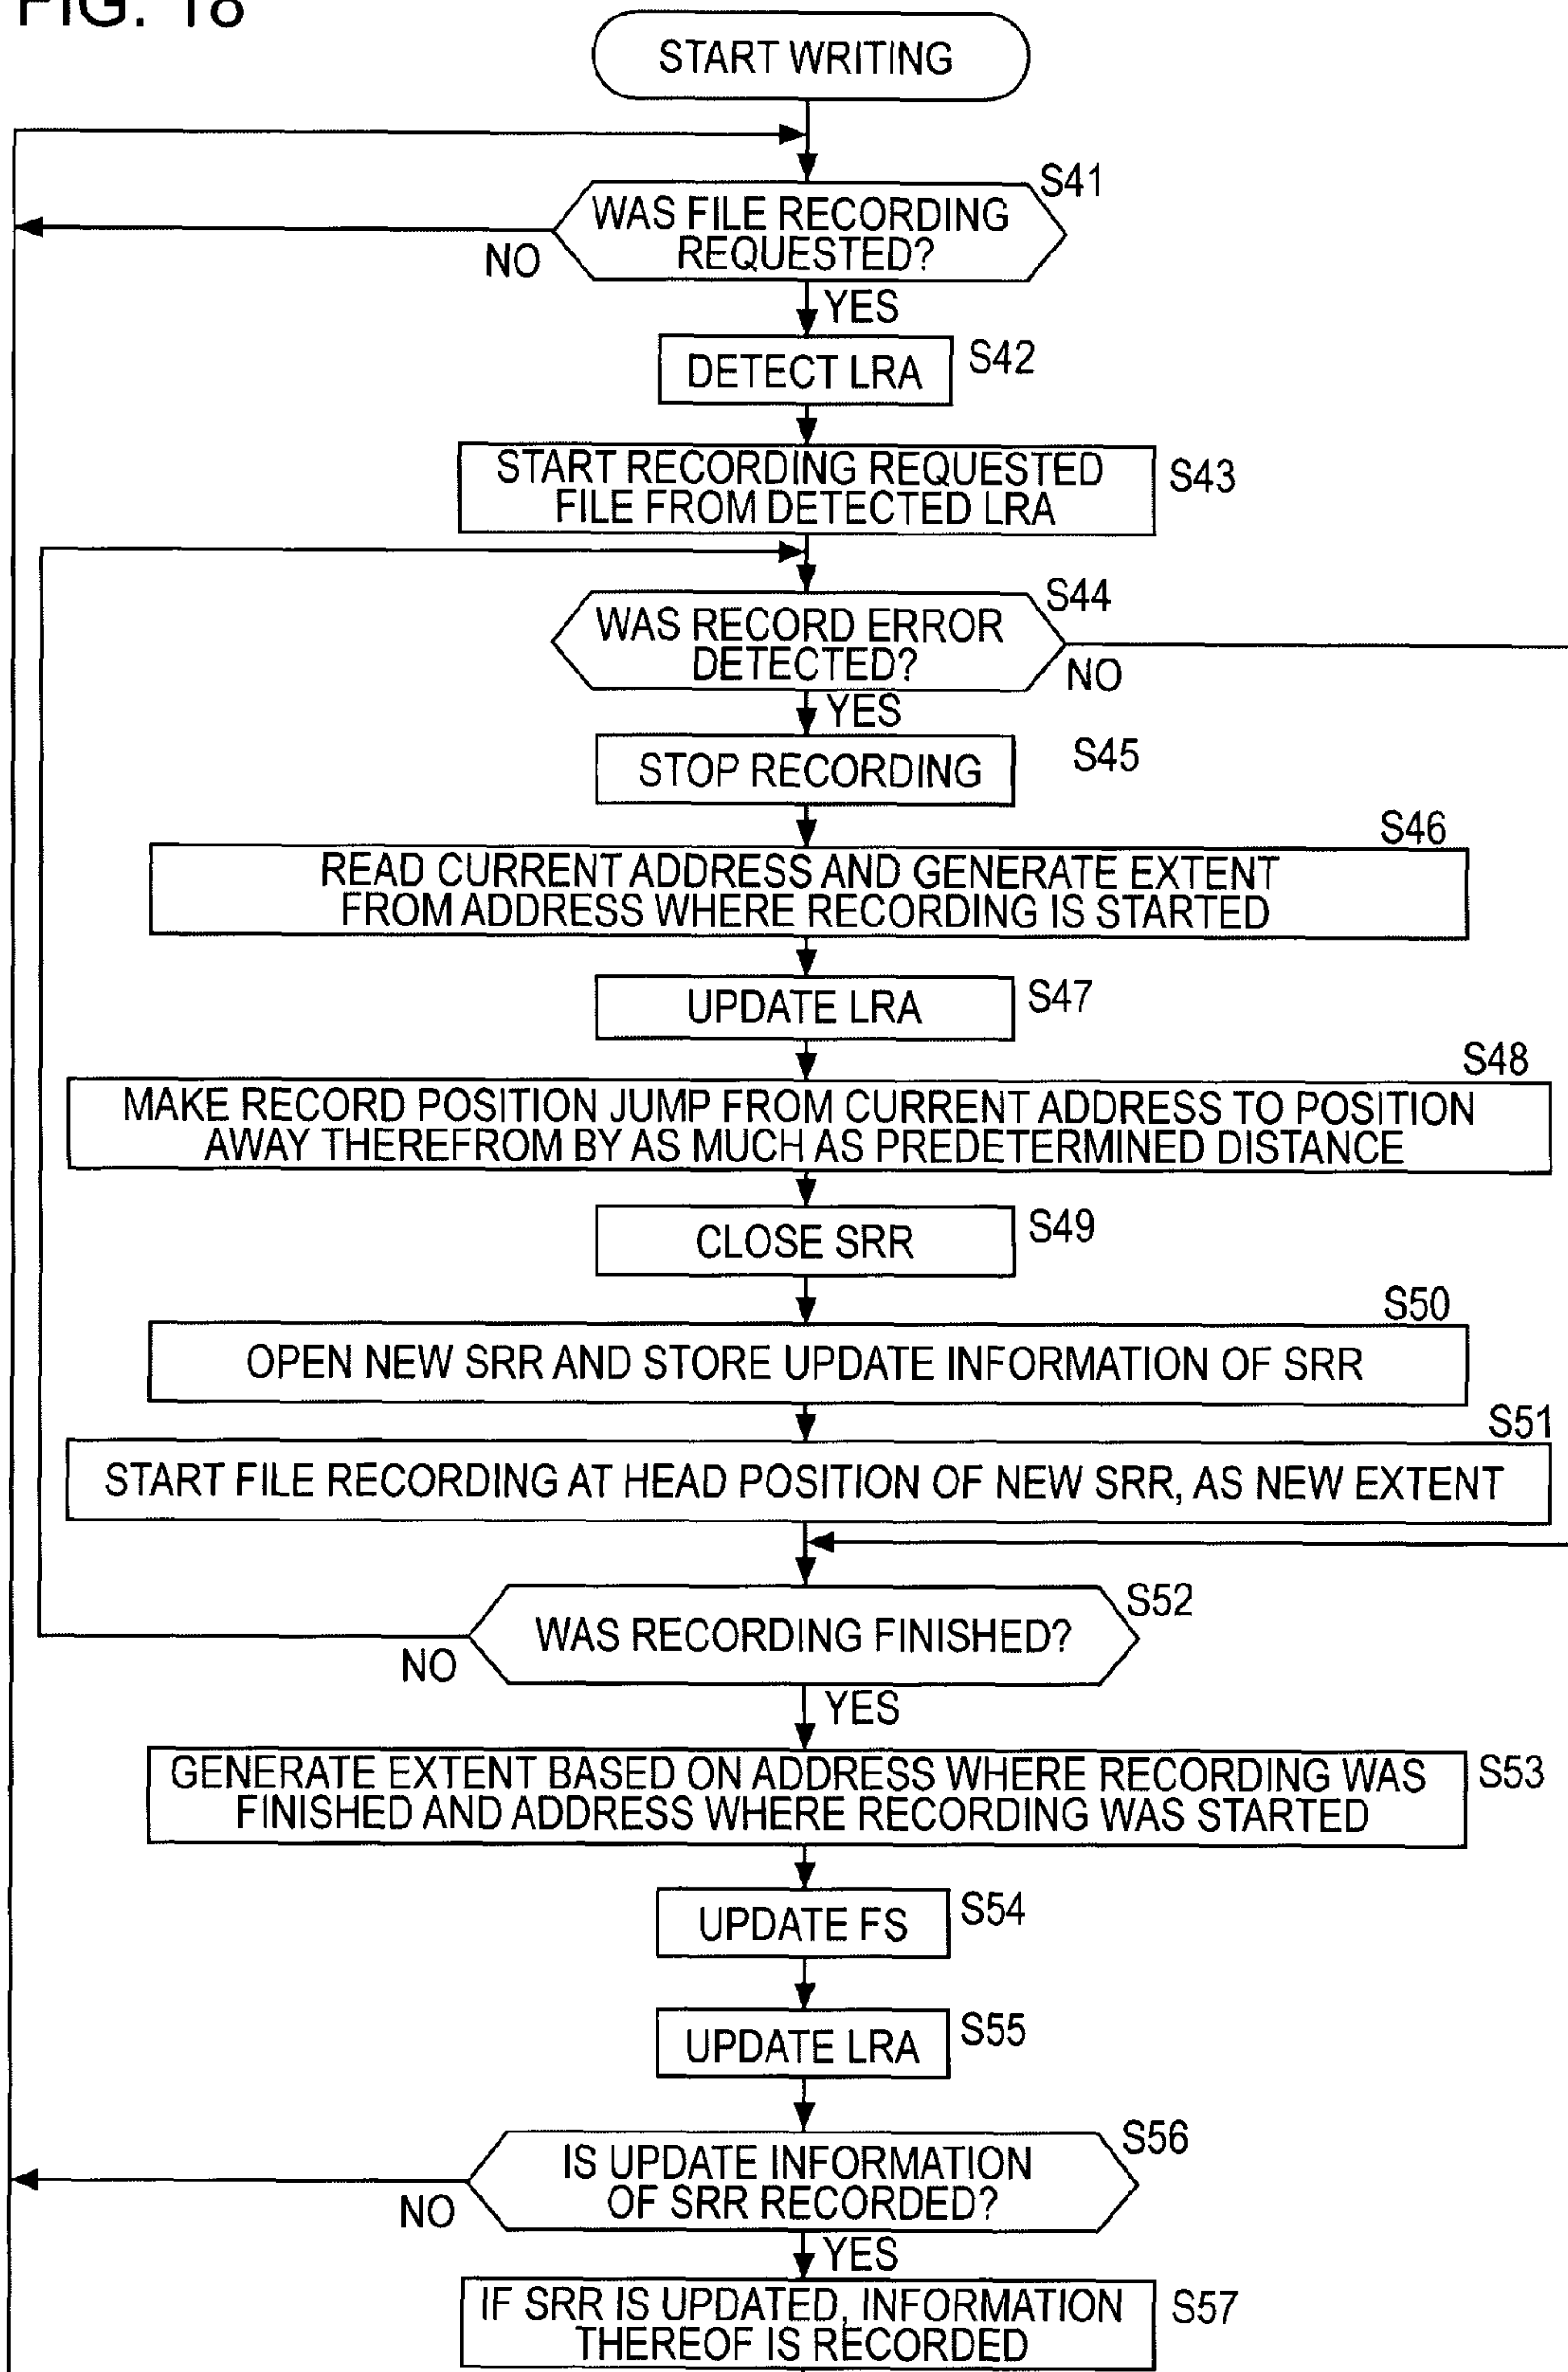 FIG. 18
START WRITING
S41
WAS FILE RECORDING
REQUESTED?
NO
YES
DETECT LRA
S42
START RECORDING REQUESTED
FILE FROM DETECTED LRA
S43
S44
WAS RECORD ERROR
DETECTED?
NO
YES
STOP RECORDING
S45
S46
READ CURRENT ADDRESS AND GENERATE EXTENT
FROM ADDRESS WHERE RECORDING IS STARTED
UPDATE LRA
S47
S48
MAKE RECORD POSITION JUMP FROM CURRENT ADDRESS TO POSITION
AWAY THEREFROM BY AS MUCH AS PREDETERMINED DISTANCE
CLOSE SRR
S49
S50
OPEN NEW SRR AND STORE UPDATE INFORMATION OF SRR
S51
START FILE RECORDING AT HEAD POSITION OF NEW SRR, AS NEW EXTENT
S52
WAS RECORDING FINISHED?
NO
YES
GENERATE EXTENT BASED ON ADDRESS WHERE RECORDING WAS
FINISHED AND ADDRESS WHERE RECORDING WAS STARTED
S53
UPDATE FS
S54
UPDATE LRA
S55
S56
IS UPDATE INFORMATION
OF SRR RECORDED?
NO
YES
IF SRR IS UPDATED, INFORMATION
THEREOF IS RECORDED
S57